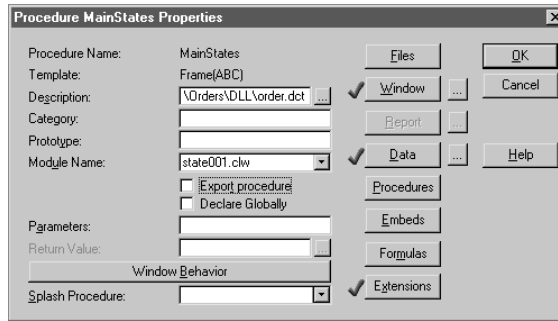 Procedure MainStates Properties
Procedure Name: MainStates
Template: Frame(ABC)
Description: \Orders\DLL\order.dct ...
Category:
Prototype:
Module Name: state001.clw
Export procedure
Declare Globally
Parameters:
Return Value: ...
Window Behavior
Splash Procedure:
Files
Window ...
Report ...
Data ...
Procedures
Embeds
Formulas
Extensions
OK
Cancel
Help